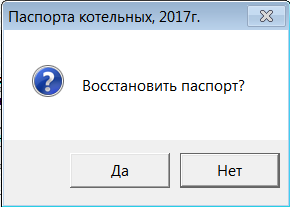 Паспорта котельных, 2017г.
Восстановить паспорт?
Да
Нет